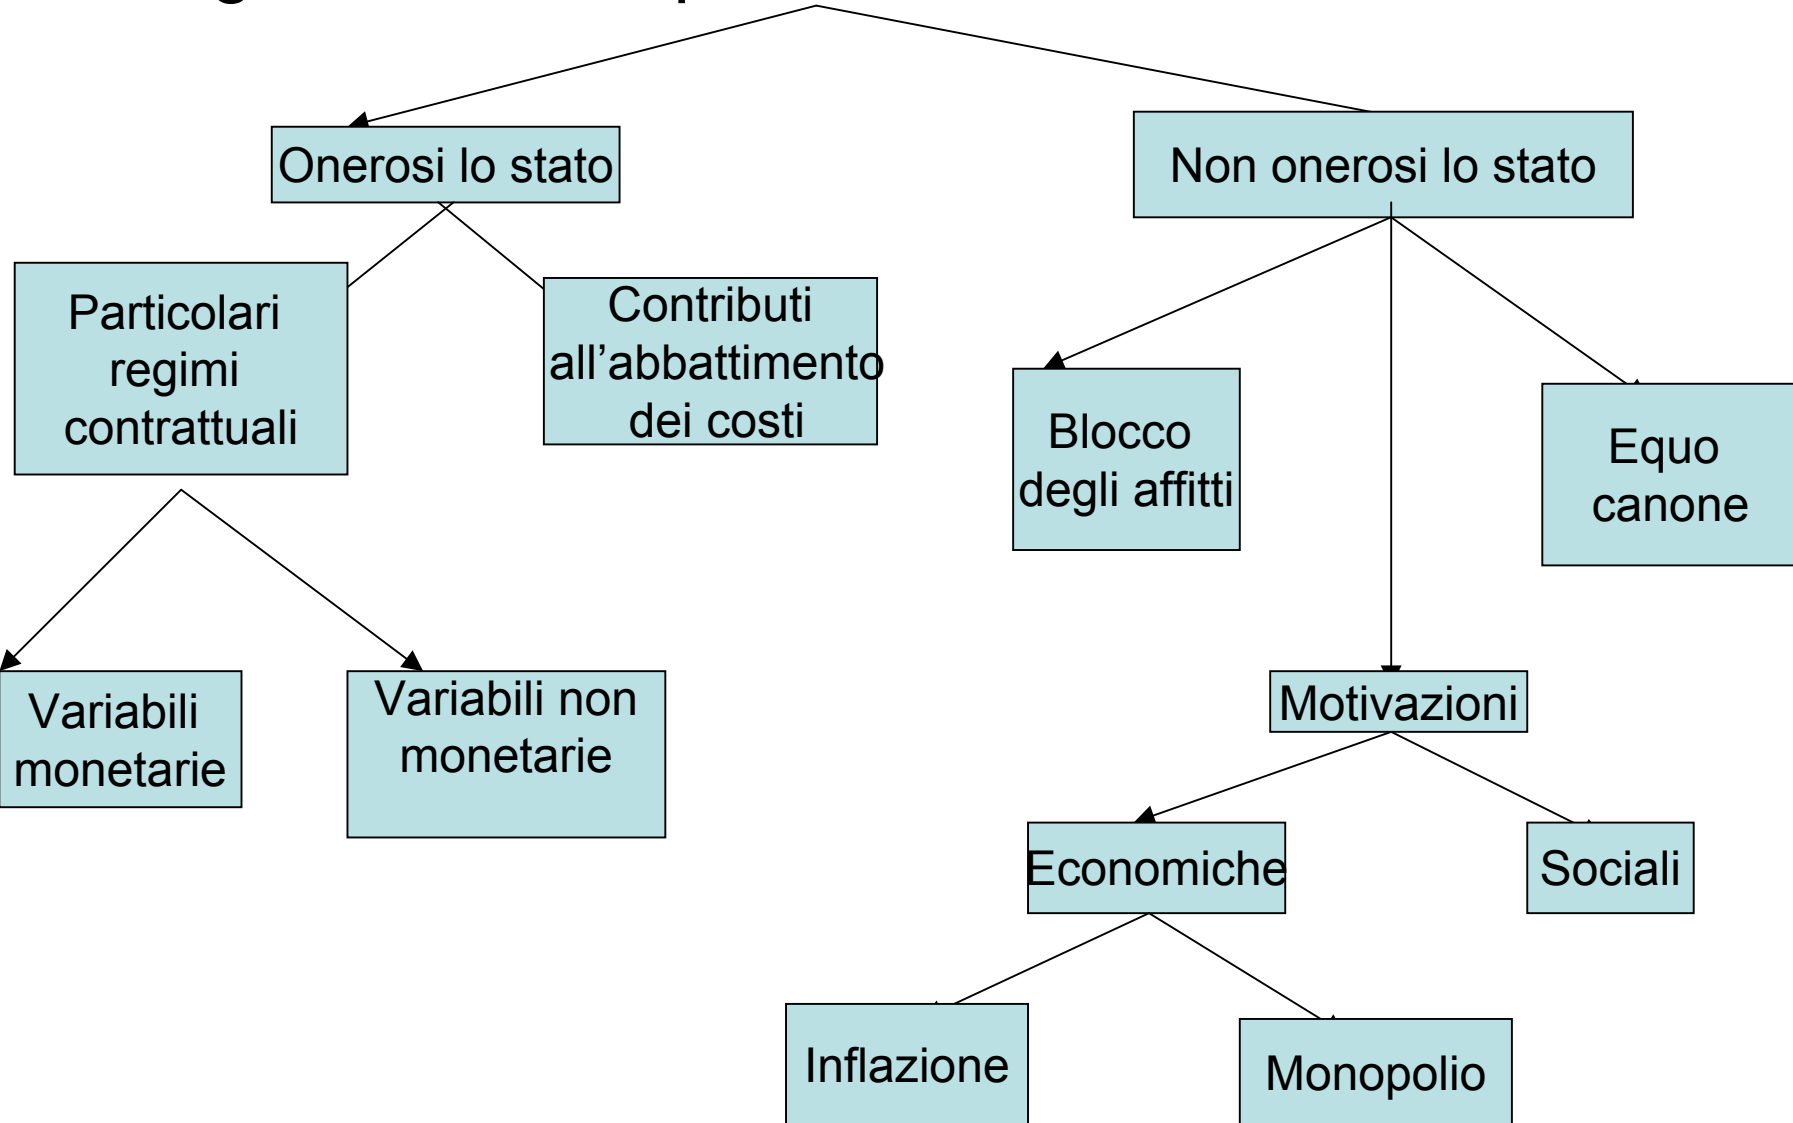 Onerosi lo stato
Non onerosi lo stato
Particolari
regimi
contrattuali
Contributi
all’abbattimento
dei costi
Blocco
degli affitti
Equo
canone
Variabili
monetarie
Variabili non
monetarie
Motivazioni
Economiche
Sociali
Inflazione
Monopolio